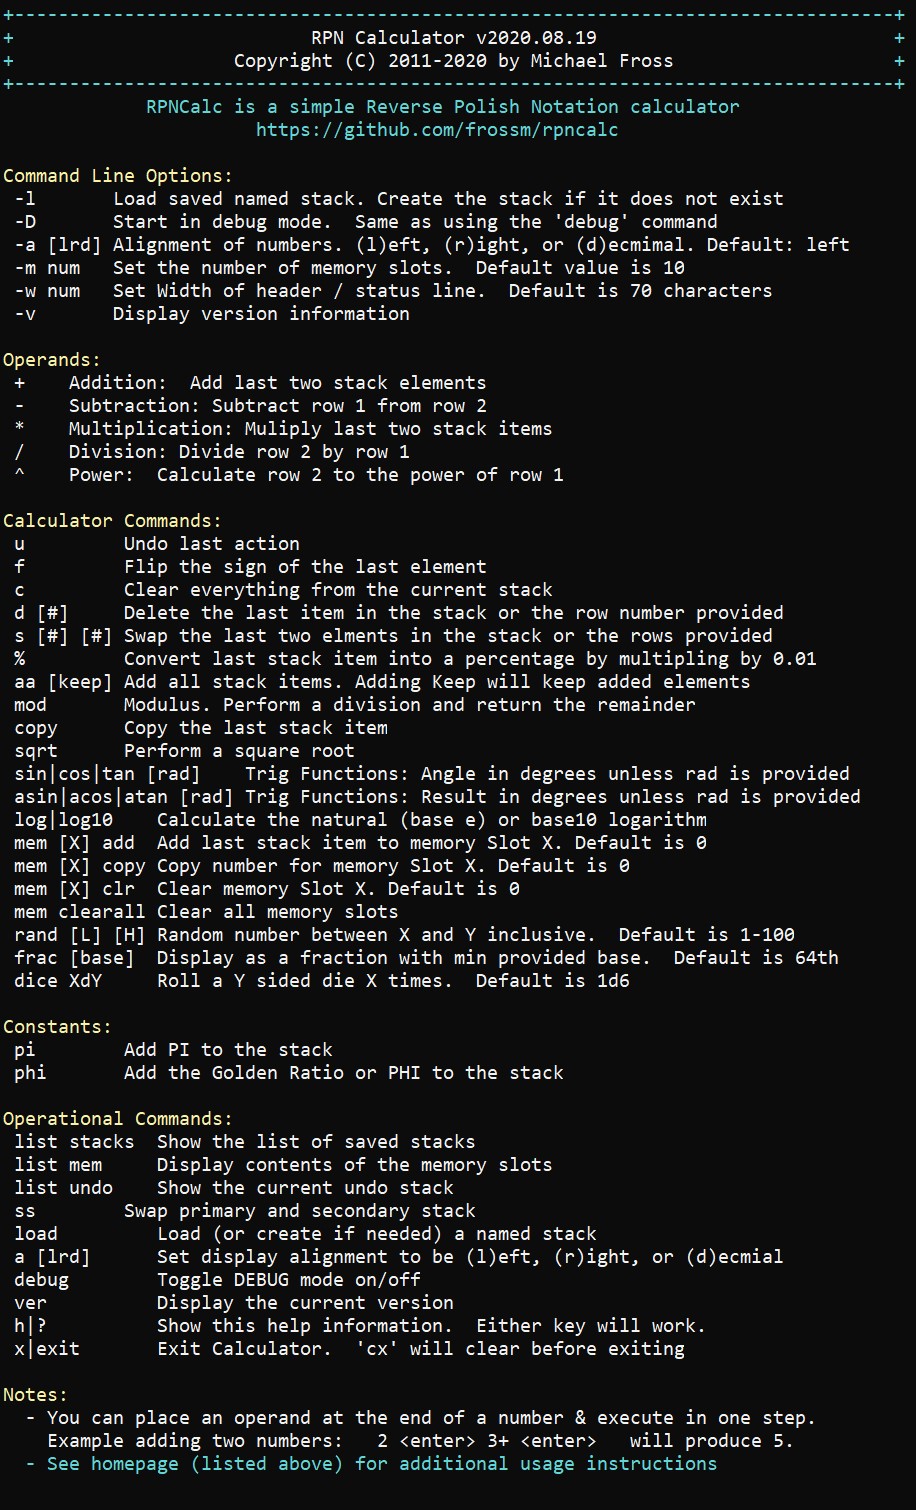 +--------------------------------------------------------------------------------+
+ RPN Calculator v2020.08.19 +
+ Copyright (C) 2011-2020 by Michael Fross +
+--------------------------------------------------------------------------------+
RPNCalc is a simple Reverse Polish Notation calculator
https://github.com/frossm/rpncalc
Command Line Options:
-l Load saved named stack. Create the stack if it does not exist
-D Start in debug mode. Same as using the 'debug' command
-a [lrd] Alignment of numbers. (l)eft, (r)ight, or (d)ecmimal. Default: left
-m num Set the number of memory slots. Default value is 10
-w num Set Width of header / status line. Default is 70 characters
-v Display version information
Operands:
+ Addition: Add last two stack elements
- Subtraction: Subtract row 1 from row 2
* Multiplication: Muliply last two stack items
/ Division: Divide row 2 by row 1
^ Power: Calculate row 2 to the power of row 1
Calculator Commands:
u Undo last action
f Flip the sign of the last element
c Clear everything from the current stack
d [#] Delete the last item in the stack or the row number provided
s [#] [#] Swap the last two elments in the stack or the rows provided
% Convert last stack item into a percentage by multipling by 0.01
aa [keep] Add all stack items. Adding Keep will keep added elements
mod Modulus. Perform a division and return the remainder
copy Copy the last stack item
sqrt Perform a square root
sin|cos|tan [rad] Trig Functions: Angle in degrees unless rad is provided
asin|acos|atan [rad] Trig Functions: Result in degrees unless rad is provided
log|log10 Calculate the natural (base e) or base10 logarithm
mem [X] add Add last stack item to memory Slot X. Default is 0
mem [X] copy Copy number for memory Slot X. Default is 0
mem [X] clr Clear memory Slot X. Default is 0
mem clearall Clear all memory slots
rand [L] [H] Random number between X and Y inclusive. Default is 1-100
frac [base] Display as a fraction with min provided base. Default is 64th
dice XdY Roll a Y sided die X times. Default is 1d6
Constants:
pi Add PI to the stack
phi Add the Golden Ratio or PHI to the stack
Operational Commands:
list stacks Show the list of saved stacks
list mem Display contents of the memory slots
list undo Show the current undo stack
ss Swap primary and secondary stack
load Load (or create if needed) a named stack
a [lrd] Set display alignment to be (l)eft, (r)ight, or (d)ecmial
debug Toggle DEBUG mode on/off
ver Display the current version
h|? Show this help information. Either key will work.
x|exit Exit Calculator. 'cx' will clear before exiting
Notes:
- You can place an operand at the end of a number & execute in one step.
Example adding two numbers: 2 <enter> 3+ <enter> will produce 5.
- See homepage (listed above) for additional usage instructions